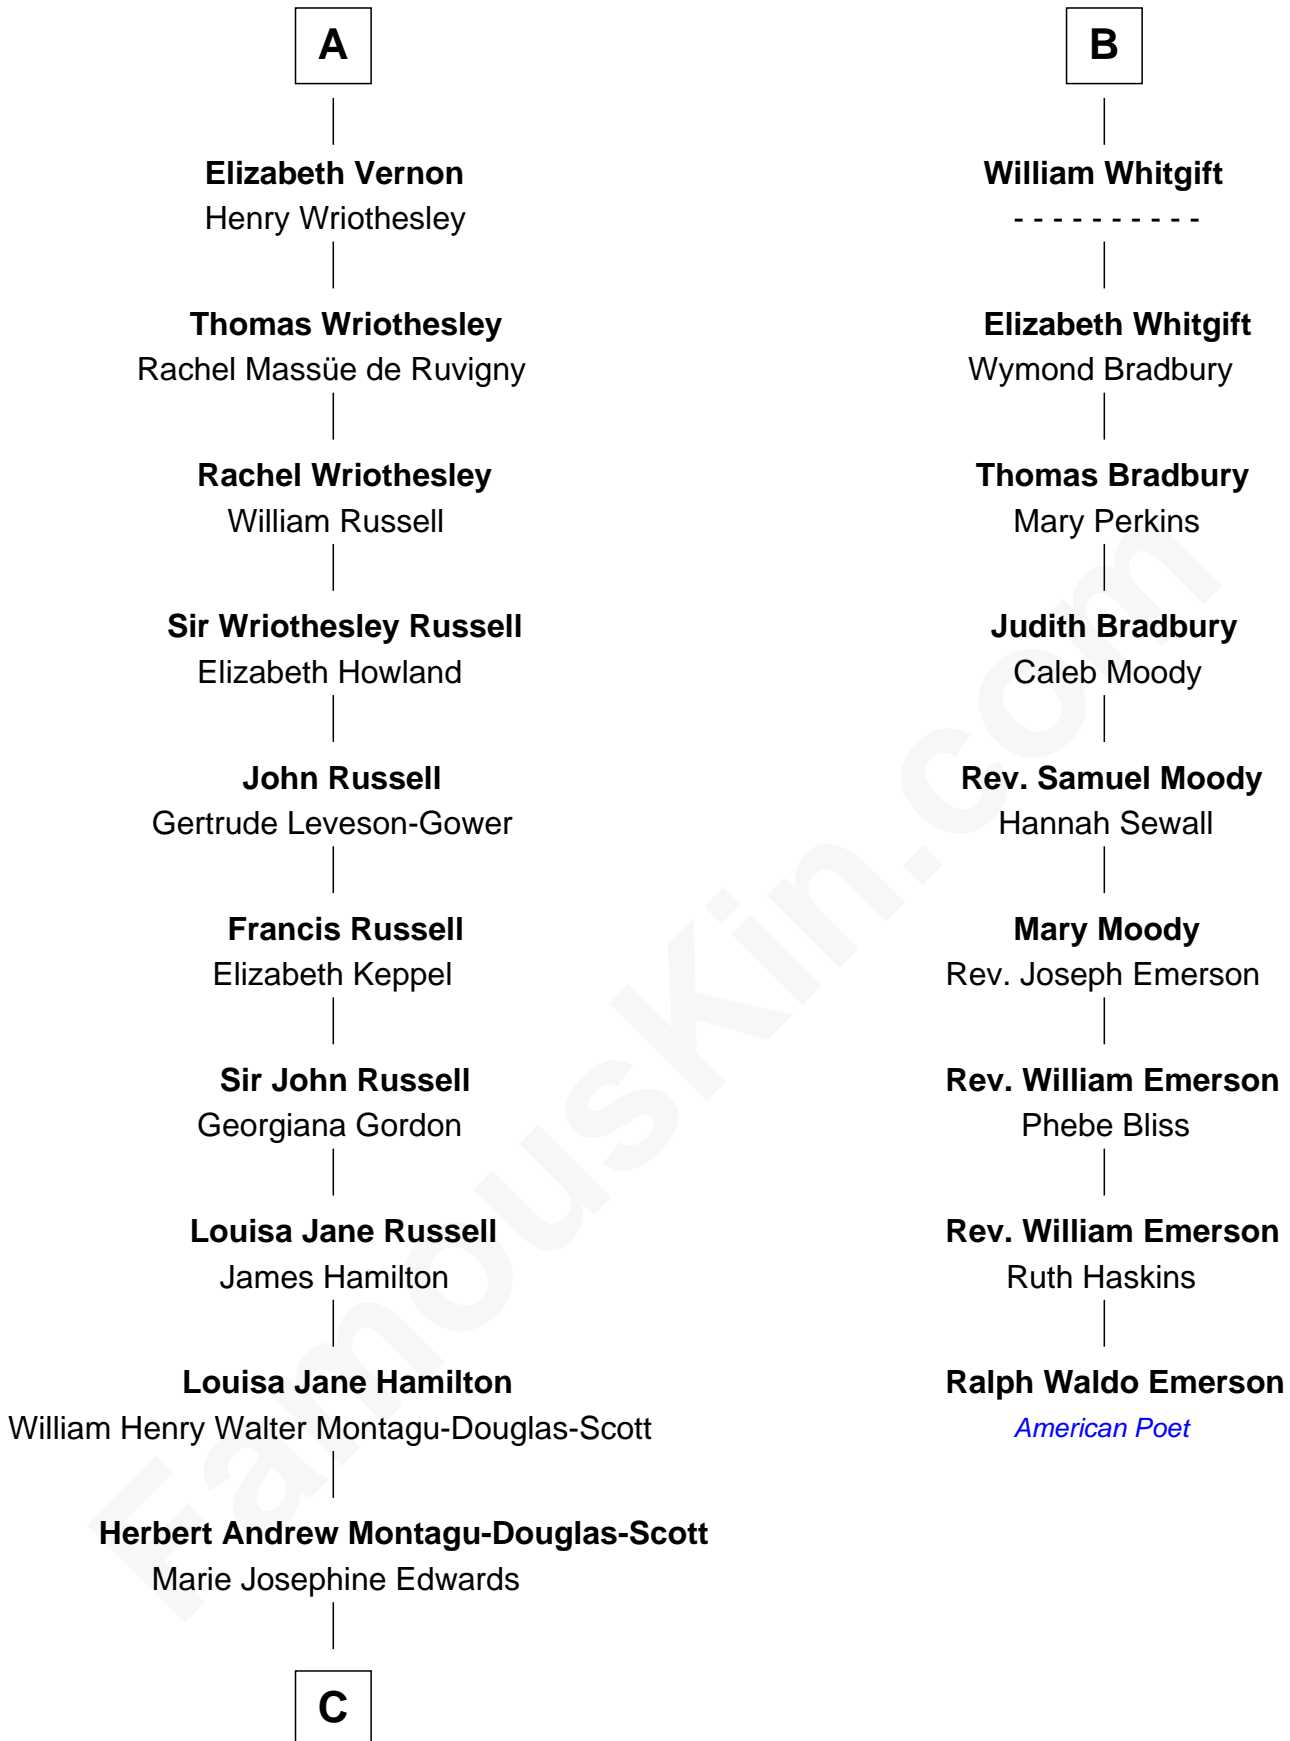 A
Elizabeth Vernon
Henry Wriothesley
Thomas Wriothesley
Rachel Massüe de Ruvigny
Rachel Wriothesley
William Russell
Sir Wriothesley Russell
Elizabeth Howland
John Russell
Gertrude Leveson-Gower
Francis Russell
Elizabeth Keppel
Sir John Russell
Georgiana Gordon
Louisa Jane Russell
James Hamilton
Louisa Jane Hamilton
William Henry Walter Montagu-Douglas-Scott
Herbert Andrew Montagu-Douglas-Scott
Marie Josephine Edwards
C
B
William Whitgift
- - - - - - - - - -
Elizabeth Whitgift
Wymond Bradbury
Thomas Bradbury
Mary Perkins
Judith Bradbury
Caleb Moody
Rev. Samuel Moody
Hannah Sewall
Mary Moody
Rev. Joseph Emerson
Rev. William Emerson
Phebe Bliss
Rev. William Emerson
Ruth Haskins
Ralph Waldo Emerson
American Poet
FamousKin.com